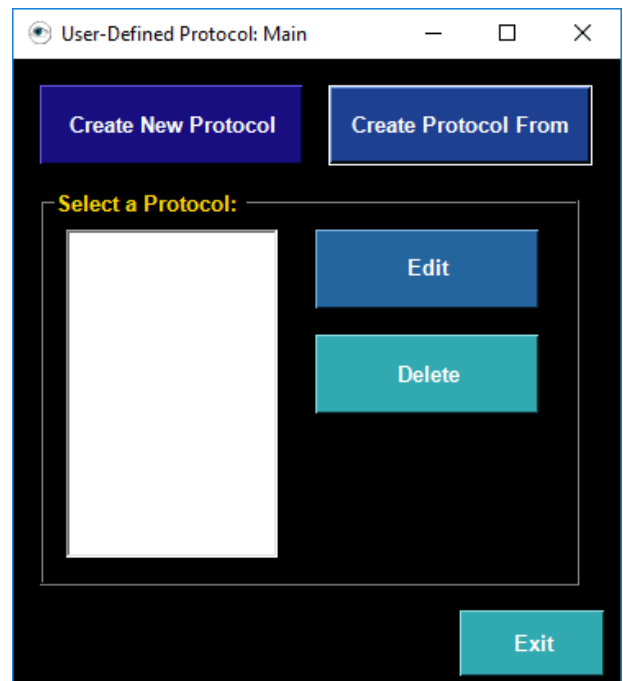 User-Defined Protocol: Main
Create New Protocol
Create Protocol From
Select a Protocol:
Edit
Delete
Exit